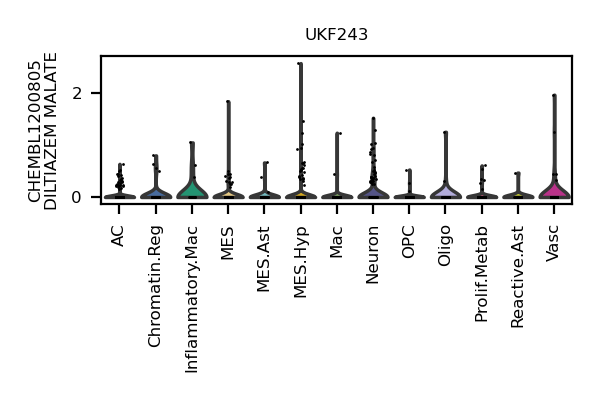 UKF243
CHEMBL1200805
DILTIAZEM MALATE
2
0
AC
Chromatin.Reg
Inflammatory.Mac
MES
MES.Ast
MES.Hyp
Mac
Neuron
OPC
Oligo
Prolif.Metab
Reactive.Ast
Vasc